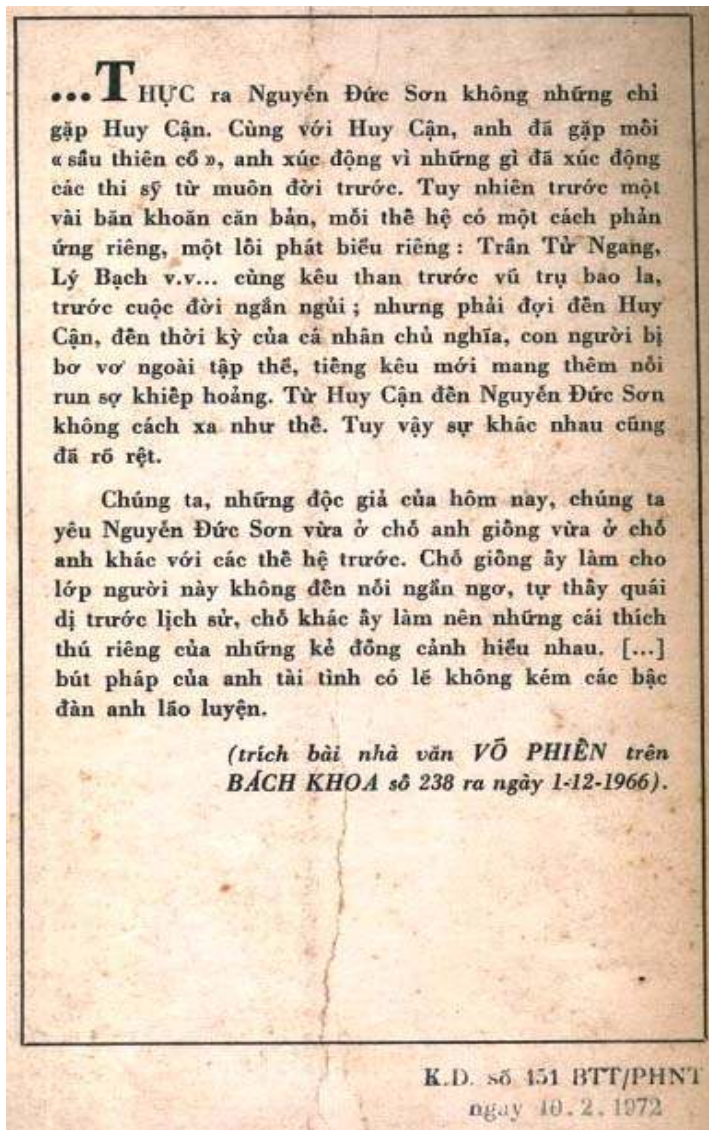 ...THỰC ra Nguyễn Đức Sơn không những chỉ
gặp Huy Cận. Cùng với Huy Cận, anh đã gặp mối
« sầu thiên cổ », anh xúc động vì những gì đã xúc động
các thi sỹ từ muôn đời trước. Tuy nhiên trước một
vài băn khoăn căn bản, mỗi thế hệ có một cách phản
ứng riêng, một lối phát biểu riêng : Trần Tử Ngang,
Lý Bạch v.v... cùng kêu than trước vũ trụ bao la,
trước cuộc đời ngắn ngủi ; nhưng phải đợi đến Huy
Cận, đến thời kỳ của cá nhân chủ nghĩa, con người bị
bơ vơ ngoài tập thể, tiếng kêu mới mang thêm nỗi
run sợ khiếp hoảng. Từ Huy Cận đến Nguyễn Đức Sơn
không cách xa như thế. Tuy vậy sự khác nhau cũng
đã rõ rệt.
Chúng ta, những độc giả của hôm nay, chúng ta
yêu Nguyễn Đức Sơn vừa ở chỗ anh giống vừa ở chỗ
anh khác với các thế hệ trước. Chỗ giống ấy làm cho
lớp người này không đến nỗi ngẩn ngơ, tự thấy quái
dị trước lịch sử, chỗ khác ấy làm nên những cái thích
thú riêng của những kẻ đồng cảnh hiểu nhau. [...]
bút pháp của anh tài tình có lẽ không kém các bậc
đàn anh lão luyện.
(trích bài nhà văn VÕ PHIẾN trên
BÁCH KHOA số 238 ra ngày 1-12-1966).
K.D. số 151 BTT/PHNT
ngay 10.2.1972